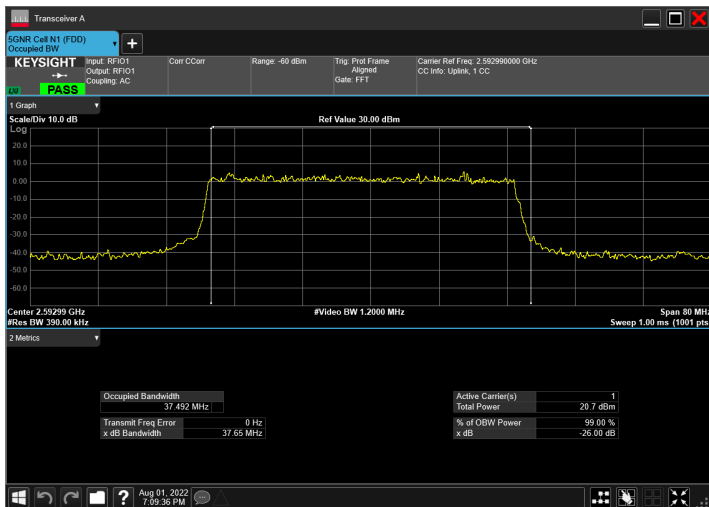 Transceiver A
5GNR Cell N1 (FDD)
Occupied BW
KEYSIGHT
PASS
Input: RFIO1
Output: RFIO1
Coupling: AC
Corr CCorr
Range: -60 dBm
Trig: Prot Frame
Aligned
Gate: FFT
Carrier Ref Freq: 2.592990000 GHz
CC Info: Uplink, 1 CC
1 Graph
Scale/Div 10.0 dB
Ref Value 30.00 dBm
Log
20.0
10.0
0.00
-10.0
-20.0
-30.0
-40.0
-50.0
-60.0
Center 2.59299 GHz
#Video BW 1.2000 MHz
Span 80 MHz
#Res BW 390.00 kHz
Sweep 1.00 ms (1001 pts
2 Metrics
Occupied Bandwidth
37.492 MHz
Transmit Freq Error 0 Hz
x dB Bandwidth 37.65 MHz
Active Carrier(s) 1
Total Power 20.7 dBm
% of OBW Power 99.00 %
x dB -26.00 dB
Aug 01, 2022
7:09:36 PM